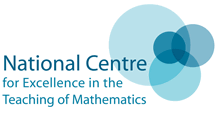 National Centre
for Excellence in the
Teaching of Mathematics